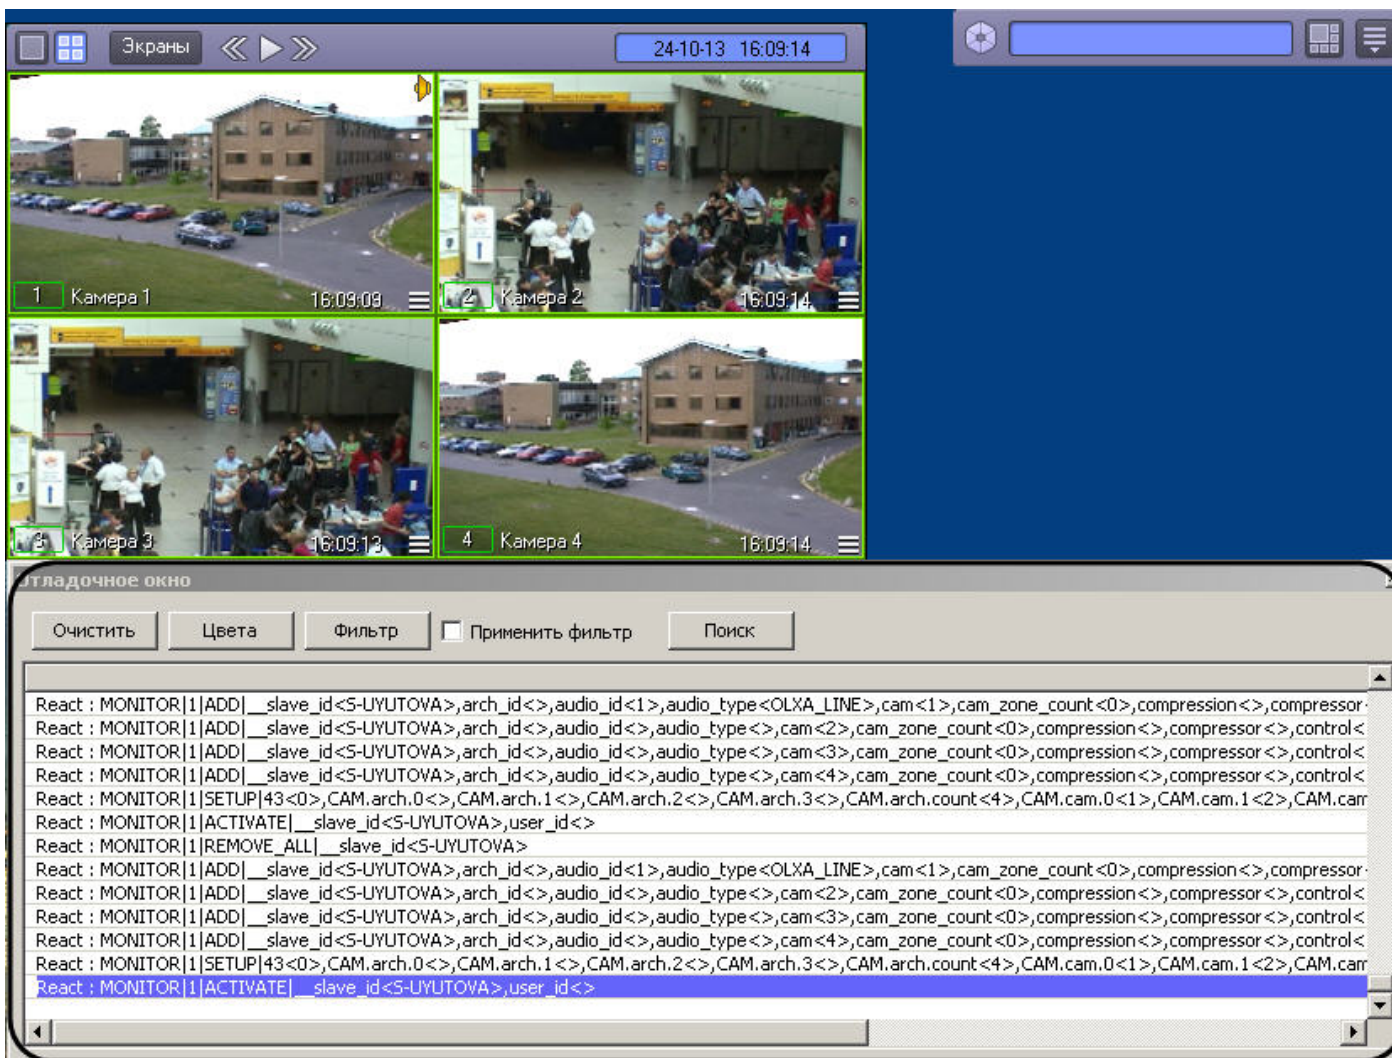 Экраны
24-10-13 16:09:14
1 Камера 1 16:09:09
2 Камера 2 16:09:14
3 Камера 3 16:09:13
4 Камера 4 16:09:14
Отладочное окно
Очистить Цвета Фильтр Применить фильтр Поиск
React : MONITOR|1|ADD|__slave_id<S-UYUTOVA>,arch_id<>,audio_id<1>,audio_type<OLXA_LINE>,cam<1>,cam_zone_count<0>,compression<>,compressor
React : MONITOR|1|ADD|__slave_id<S-UYUTOVA>,arch_id<>,audio_id<>,audio_type<>,cam<2>,cam_zone_count<0>,compression<>,compressor<>,control<
React : MONITOR|1|ADD|__slave_id<S-UYUTOVA>,arch_id<>,audio_id<>,audio_type<>,cam<3>,cam_zone_count<0>,compression<>,compressor<>,control<
React : MONITOR|1|ADD|__slave_id<S-UYUTOVA>,arch_id<>,audio_id<>,audio_type<>,cam<4>,cam_zone_count<0>,compression<>,compressor<>,control<
React : MONITOR|1|SETUP|43<0>,CAM.arch.0<>,CAM.arch.1<>,CAM.arch.2<>,CAM.arch.3<>,CAM.arch.count<4>,CAM.cam.0<1>,CAM.cam.1<2>,CAM.cam
React : MONITOR|1|ACTIVATE|__slave_id<S-UYUTOVA>,user_id<>
React : MONITOR|1|REMOVE_ALL|__slave_id<S-UYUTOVA>
React : MONITOR|1|ADD|__slave_id<S-UYUTOVA>,arch_id<>,audio_id<1>,audio_type<OLXA_LINE>,cam<1>,cam_zone_count<0>,compression<>,compressor
React : MONITOR|1|ADD|__slave_id<S-UYUTOVA>,arch_id<>,audio_id<>,audio_type<>,cam<2>,cam_zone_count<0>,compression<>,compressor<>,control<
React : MONITOR|1|ADD|__slave_id<S-UYUTOVA>,arch_id<>,audio_id<>,audio_type<>,cam<3>,cam_zone_count<0>,compression<>,compressor<>,control<
React : MONITOR|1|ADD|__slave_id<S-UYUTOVA>,arch_id<>,audio_id<>,audio_type<>,cam<4>,cam_zone_count<0>,compression<>,compressor<>,control<
React : MONITOR|1|SETUP|43<0>,CAM.arch.0<>,CAM.arch.1<>,CAM.arch.2<>,CAM.arch.3<>,CAM.arch.count<4>,CAM.cam.0<1>,CAM.cam.1<2>,CAM.cam
React : MONITOR|1|ACTIVATE|__slave_id<S-UYUTOVA>,user_id<>